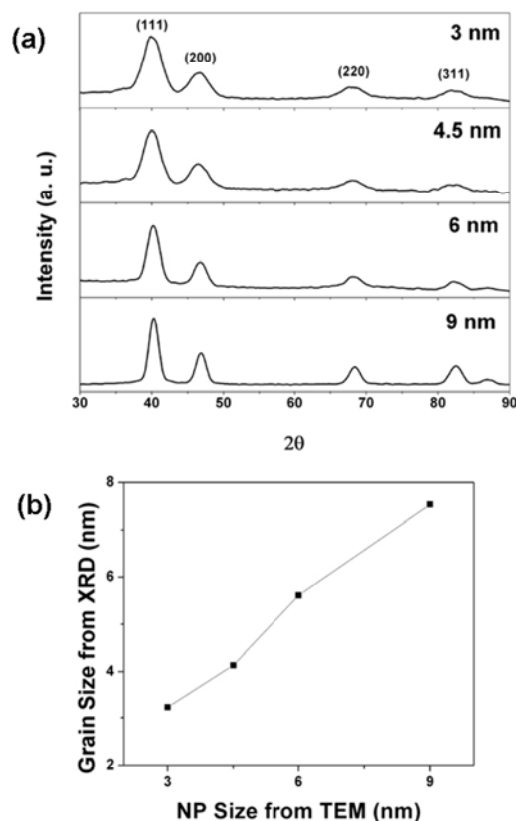 (a)
(111)
(200)
(220)
(311)
3 nm
4.5 nm
6 nm
9 nm
Intensity (a. u.)
30 40 50 60 70 80 90
2θ
(b)
Grain Size from XRD (nm)
8
6
4
2
3 6 9
NP Size from TEM (nm)